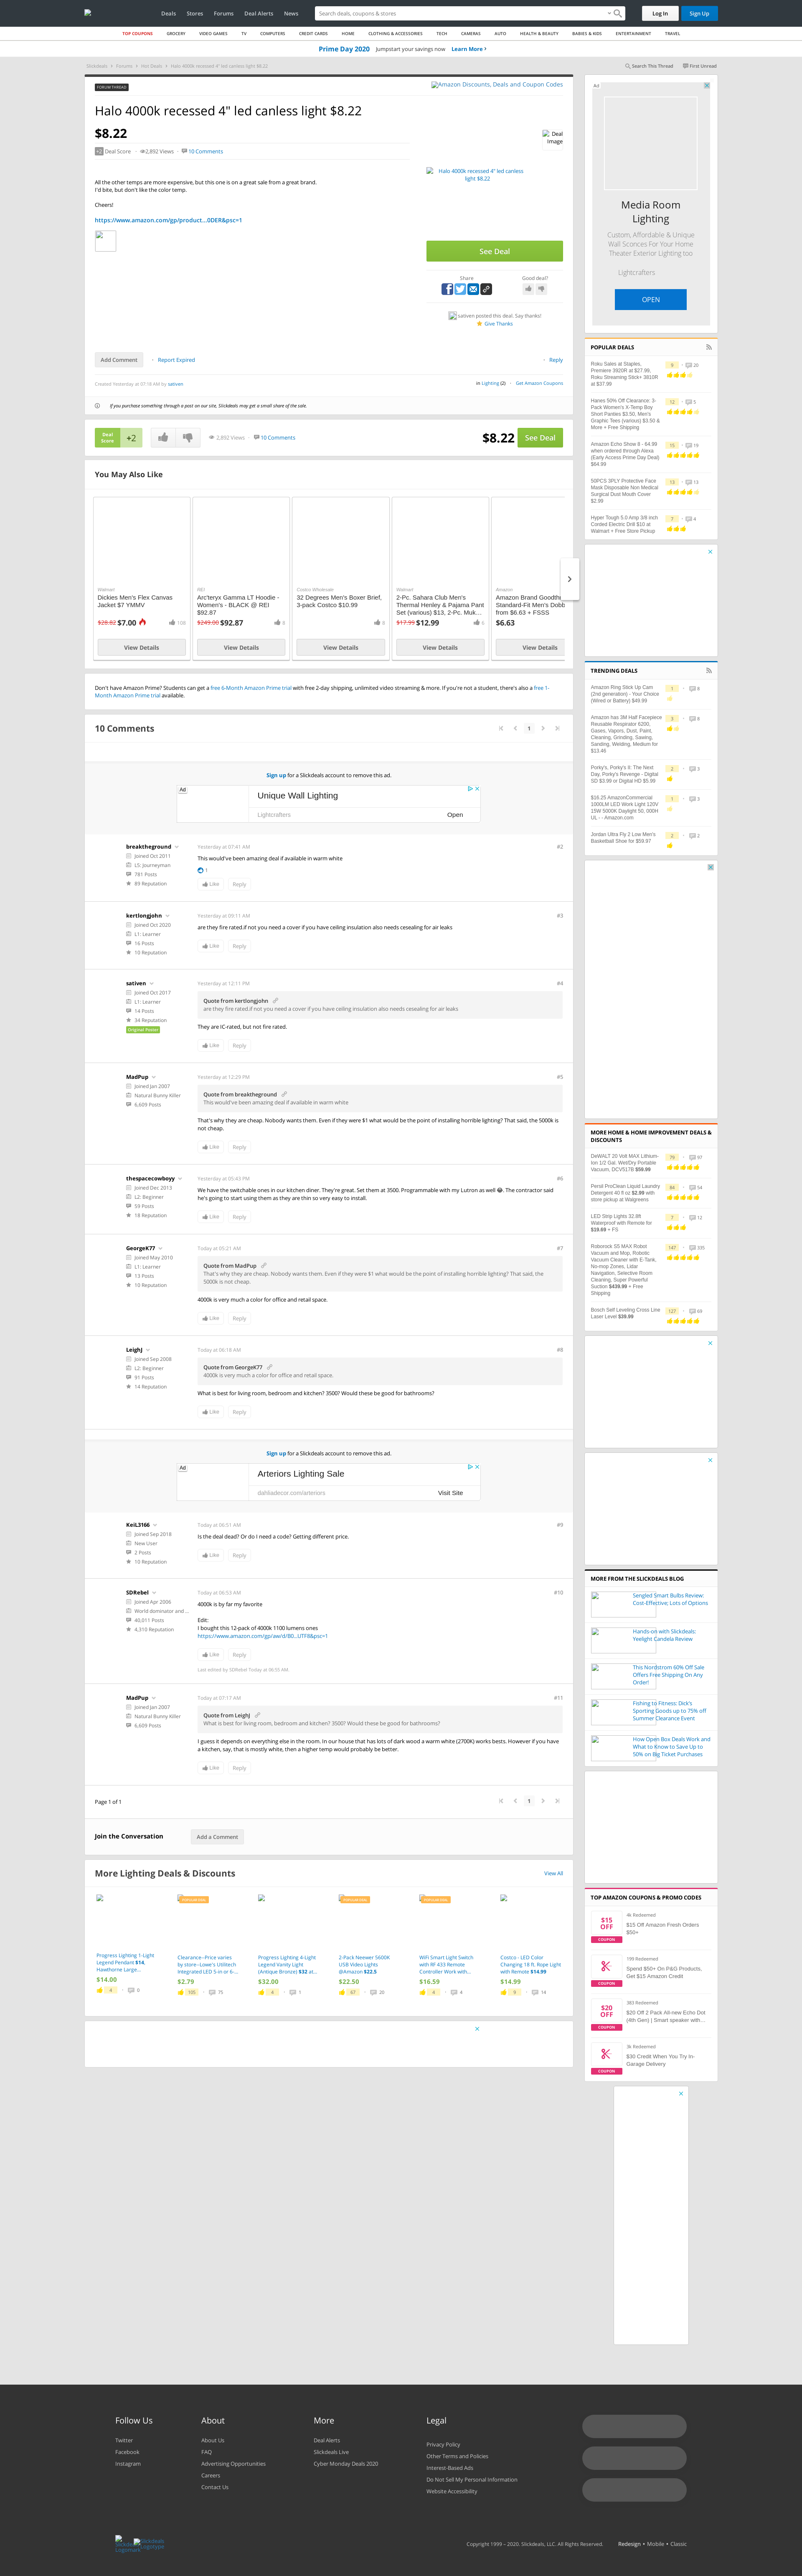 Deals
Stores
Forums
Deal Alerts
News
Search deals, coupons & stores
Log In
Sign Up
TOP COUPONS
GROCERY
VIDEO GAMES
TV
COMPUTERS
CREDIT CARDS
HOME
CLOTHING & ACCESSORIES
TECH
CAMERAS
AUTO
HEALTH & BEAUTY
BABIES & KIDS
ENTERTAINMENT
TRAVEL
Prime Day 2020 Jumpstart your savings now Learn More
Slickdeals
Forums
Hot Deals
Halo 4000k recessed 4" led canless light $8.22
Search This Thread
First Unread
FORUM THREAD
Amazon Discounts, Deals and Coupon Codes
Halo 4000k recessed 4" led canless light $8.22
$8.22
+2 Deal Score
2,892 Views
10 Comments
Deal Image
All the other temps are more expensive, but this one is on a great sale from a great brand.
I'd bite, but don't like the color temp.
Cheers!
https://www.amazon.com/gp/product...0DER&psc=1
Halo 4000k recessed 4" led canless light $8.22
See Deal
Share
Good deal?
sativen posted this deal. Say thanks!
Give Thanks
Add Comment
Report Expired
Reply
Created Yesterday at 07:18 AM by sativen
in Lighting (2)
Get Amazon Coupons
If you purchase something through a post on our site, Slickdeals may get a small share of the sale.
Deal Score
+2
2,892 Views
10 Comments
$8.22
See Deal
You May Also Like
Walmart
Dickies Men's Flex Canvas Jacket $7 YMMV
$28.82 $7.00
108
View Details
REI
Arc'teryx Gamma LT Hoodie - Women's - BLACK @ REI $92.87
$249.00 $92.87
View Details
Costco Wholesale
32 Degrees Men's Boxer Brief, 3-pack Costco $10.99
8
View Details
Walmart
2-Pc. Sahara Club Men's Thermal Henley & Pajama Pant Set (various) $13, 2-Pc. Muk...
$17.95 $12.99
View Details
Amazon
Amazon Brand Goodthr
Standard-Fit Men's Dobb
from $6.63 + FSSS
$6.63
View Details
Don't have Amazon Prime? Students can get a free 6-Month Amazon Prime trial with free 2-day shipping, unlimited video streaming & more. If you're not a student, there's also a free 1-Month Amazon Prime trial available.
10 Comments
1
Sign up for a Slickdeals account to remove this ad.
Ad
Unique Wall Lighting
Lightcrafters
Open
breaktheground
Joined Oct 2011
L5: Journeyman
781 Posts
89 Reputation
Yesterday at 07:41 AM
#2
This would've been amazing deal if available in warm white
1
Like
Reply
kertlongjohn
Joined Oct 2020
L1: Learner
16 Posts
10 Reputation
Yesterday at 09:11 AM
#3
are they fire rated.if not you need a cover if you have ceiling insulation also needs cesealing for air leaks
Like
Reply
sativen
Joined Oct 2017
L1: Learner
14 Posts
34 Reputation
Original Poster
Yesterday at 12:11 PM
#4
Quote from kertlongjohn
are they fire rated.if not you need a cover if you have ceiling insulation also needs cesealing for air leaks
They are IC-rated, but not fire rated.
Like
Reply
MadPup
Joined Jan 2007
Natural Bunny Killer
6,609 Posts
Yesterday at 12:29 PM
#5
Quote from breaktheground
This would've been amazing deal if available in warm white
That's why they are cheap. Nobody wants them. Even if they were $1 what would be the point of installing horrible lighting? That said, the 5000k is not cheap.
Like
Reply
thespacecowboyy
Joined Dec 2013
L2: Beginner
59 Posts
18 Reputation
Yesterday at 05:43 PM
#6
We have the switchable ones in our kitchen diner. They're great. Set them at 3500. Programmable with my Lutron as well 😁. The contractor said he's going to start using them as they are thin so very easy to install.
Like
Reply
GeorgeK77
Joined May 2010
L1: Learner
13 Posts
10 Reputation
Today at 05:21 AM
#7
Quote from MadPup
That's why they are cheap. Nobody wants them. Even if they were $1 what would be the point of installing horrible lighting? That said, the 5000k is not cheap.
4000k is very much a color for office and retail space.
Like
Reply
LeighJ
Joined Sep 2008
L2: Beginner
91 Posts
14 Reputation
Today at 06:18 AM
#8
Quote from GeorgeK77
4000k is very much a color for office and retail space.
What is best for living room, bedroom and kitchen? 3500? Would these be good for bathrooms?
Like
Reply
Sign up for a Slickdeals account to remove this ad.
Ad
Arteriors Lighting Sale
dahliadecor.com/arteriors
Visit Site
KeiL3166
Joined Sep 2018
New User
2 Posts
10 Reputation
Today at 06:51 AM
#9
Is the deal dead? Or do I need a code? Getting different price.
Like
Reply
SDRebel
Joined Apr 2006
World dominator and ...
40,011 Posts
4,310 Reputation
Today at 06:53 AM
#10
4000k is by far my favorite
Edit:
I bought this 12-pack of 4000k 1100 lumens ones
https://www.amazon.com/gp/aw/d/B0...UTF8&psc=1
Like
Reply
Last edited by SDRebel Today at 06:55 AM.
MadPup
Joined Jan 2007
Natural Bunny Killer
6,609 Posts
Today at 07:17 AM
#11
Quote from LeighJ
What is best for living room, bedroom and kitchen? 3500? Would these be good for bathrooms?
I guess it depends on everything else in the room. In our house that has lots of dark wood a warm white (2700K) works best. However if you have a kitchen, say, that is mostly white, then a higher temp would probably be better.
Like
Reply
Page 1 of 1
1
Join the Conversation
Add a Comment
More Lighting Deals & Discounts
View All
Progress Lighting 1-Light Legend Pendant $14, Hawthorne Large...
$14.00
4
0
Clearance--Price varies by store--Lowe's Utilitech Integrated LED 5-in or 6-...
$2.79
105
75
Progress Lighting 4-Light Legend Vanity Light (Antique Bronze) $32 at...
$32.00
4
1
2-Pack Neewer 5600K USB Video Lights @Amazon $22.5
$22.50
67
20
WiFi Smart Light Switch with RF 433 Remote Controller Work with...
$16.59
4
4
Costco - LED Color Changing 18 ft. Rope Light with Remote $14.99
$14.99
9
14
Ad
Media Room Lighting
Custom, Affordable & Unique Wall Sconces For Your Home Theater Exterior Lighting too
Lightcrafters
OPEN
POPULAR DEALS
Roku Sales at Staples, Premiere 3920R at $27.99, Roku Streaming Stick+ 3810R at $37.99
9
20
Hanes 50% Off Clearance: 3-Pack Women's X-Temp Boy Short Panties $3.50, Men's Graphic Tees (various) $3.50 & More + Free Shipping
12
5
Amazon Echo Show 8 - 64.99 when ordered through Alexa (Early Access Prime Day Deal) $64.99
15
19
50PCS 3PLY Protective Face Mask Disposable Non Medical Surgical Dust Mouth Cover $2.99
13
13
Hyper Tough 5.0 Amp 3/8 inch Corded Electric Drill $10 at Walmart + Free Store Pickup
7
4
TRENDING DEALS
Amazon Ring Stick Up Cam (2nd generation) - Your Choice (Wired or Battery) $49.99
1
8
Amazon has 3M Half Facepiece Reusable Respirator 6200, Gases, Vapors, Dust, Paint, Cleaning, Grinding, Sawing, Sanding, Welding, Medium for $13.46
3
8
Porky's, Porky's II: The Next Day, Porky's Revenge - Digital SD $3.99 or Digital HD $5.99
2
3
$16.25 AmazonCommercial 1000LM LED Work Light 120V 15W 5000K Daylight 50, 000H UL - - Amazon.com
1
3
Jordan Ultra Fly 2 Low Men's Basketball Shoe for $59.97
2
2
MORE HOME & HOME IMPROVEMENT DEALS & DISCOUNTS
DeWALT 20 Volt MAX Lithium-Ion 1/2 Gal. Wet/Dry Portable Vacuum, DCV517B $59.98
79
97
Persil ProClean Liquid Laundry Detergent 40 fl oz $2.99 with store pickup at Walgreens
84
54
LED Strip Lights 32.8ft Waterproof with Remote for $19.69 + FS
7
12
Roborock S5 MAX Robot Vacuum and Mop, Robotic Vacuum Cleaner with E-Tank, No-mop Zones, Lidar Navigation, Selective Room Cleaning, Super Powerful Suction $439.99 + Free Shipping
147
335
Bosch Self Leveling Cross Line Laser Level $39.99
127
69
MORE FROM THE SLICKDEALS BLOG
Sengled Smart Bulbs Review: Cost-Effective; Lots of Options
Hands-on with Slickdeals: Yeelight Candela Review
This Nordstrom 60% Off Sale Offers Free Shipping On Any Order!
Fishing to Fitness: Dick's Sporting Goods up to 75% off Summer Clearance Event
How Open Box Deals Work and What to Know to Save Up to 50% on Big Ticket Purchases
TOP AMAZON COUPONS & PROMO CODES
$15 OFF
COUPON
4k Redeemed
$15 Off Amazon Fresh Orders $50+
COUPON
199 Redeemed
Spend $50+ On P&G Products, Get $15 Amazon Credit
$20 OFF
COUPON
383 Redeemed
$20 Off 2 Pack All-new Echo Dot (4th Gen) | Smart speaker with...
COUPON
3k Redeemed
$30 Credit When You Try In-Garage Delivery
Follow Us
Twitter
Facebook
Instagram
About
About Us
FAQ
Advertising Opportunities
Careers
Contact Us
More
Deal Alerts
Slickdeals Live
Cyber Monday Deals 2020
Legal
Privacy Policy
Other Terms and Policies
Interest-Based Ads
Do Not Sell My Personal Information
Website Accessibility
Slickdeals Logotype
Copyright 1999 – 2020. Slickdeals, LLC. All Rights Reserved.
Redesign • Mobile • Classic